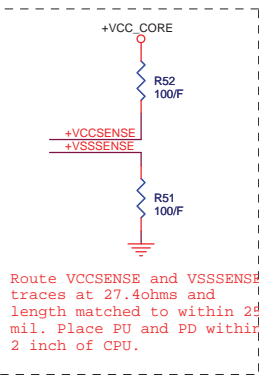 +VCC_CORE
R52
100/F
+VCCSENSE
+VSSSENSE
R51
100/F
Route VCCSENSE and VSSSENSE
traces at 27.4ohms and
length matched to within 25
mil. Place PU and PD within
2 inch of CPU.